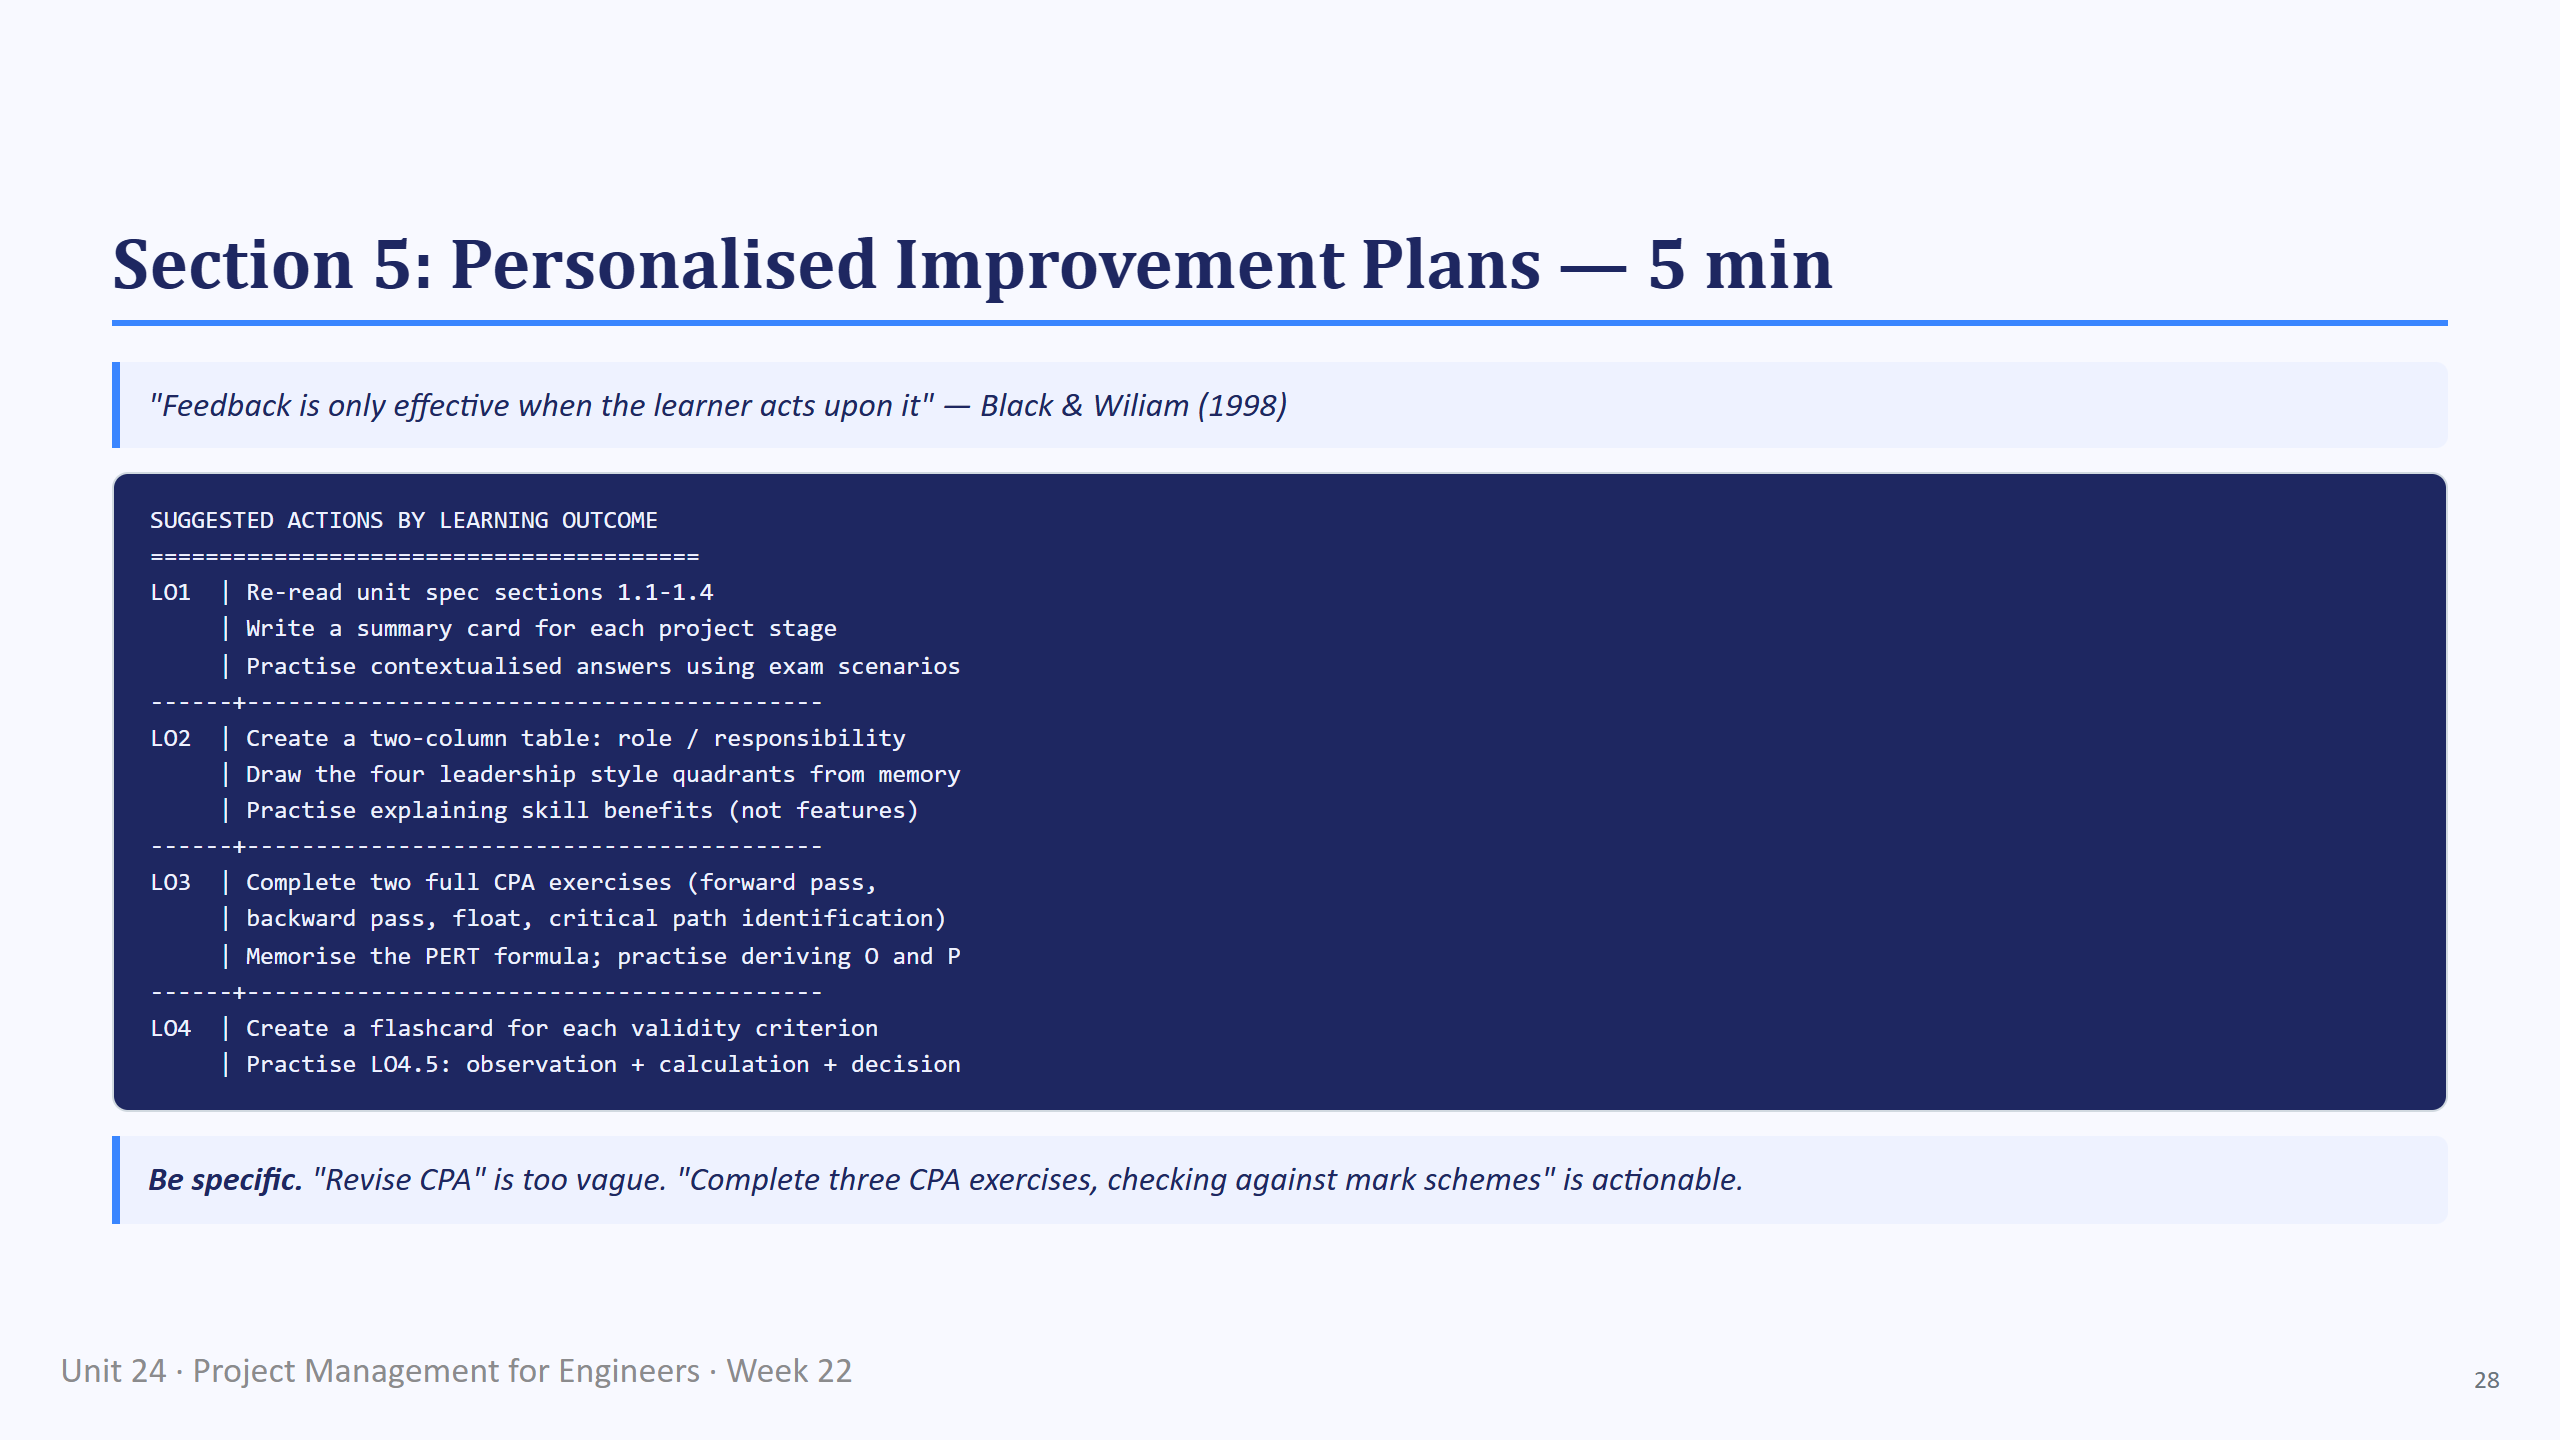 Section 5: Personalised Improvement Plans — 5 min
"Feedback is only effective when the learner acts upon it" — Black & Wiliam (1998)
SUGGESTED ACTIONS BY LEARNING OUTCOME
========================================
LO1  | Re-read unit spec sections 1.1-1.4
     | Write a summary card for each project stage
     | Practise contextualised answers using exam scenarios
------+------------------------------------------
LO2  | Create a two-column table: role / responsibility
     | Draw the four leadership style quadrants from memory
     | Practise explaining skill benefits (not features)
------+------------------------------------------
LO3  | Complete two full CPA exercises (forward pass,
     | backward pass, float, critical path identification)
     | Memorise the PERT formula; practise deriving O and P
------+------------------------------------------
LO4  | Create a flashcard for each validity criterion
     | Practise LO4.5: observation + calculation + decision
Be specific. "Revise CPA" is too vague. "Complete three CPA exercises, checking against mark schemes" is actionable.
Unit 24 · Project Management for Engineers · Week 22
28